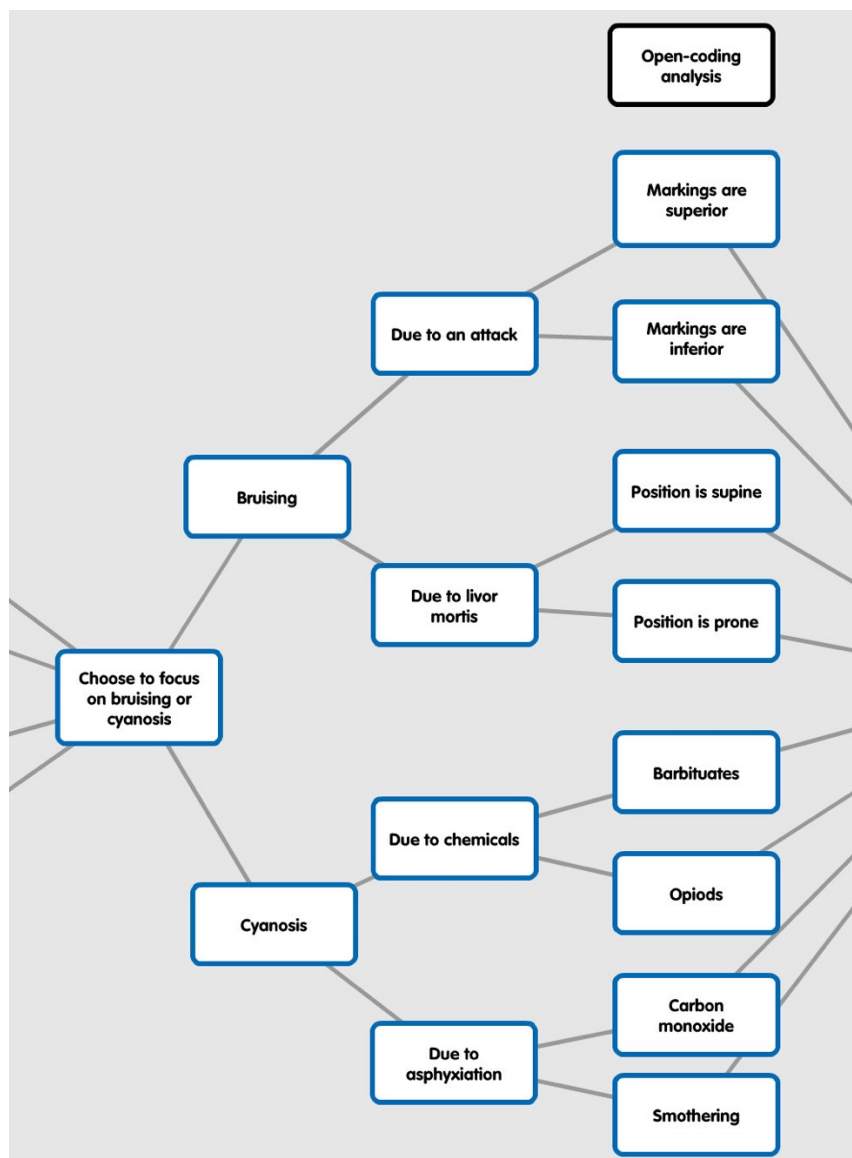 Open-coding
analysis
Markings are
superior
Due to an attack
Markings are
inferior
Bruising
Position is supine
Due to livor
mortis
Position is prone
Choose to focus
on bruising or
cyanosis
Barbituates
Due to chemicals
Opiods
Cyanosis
Carbon
monoxide
Due to
asphyxiation
Smothering